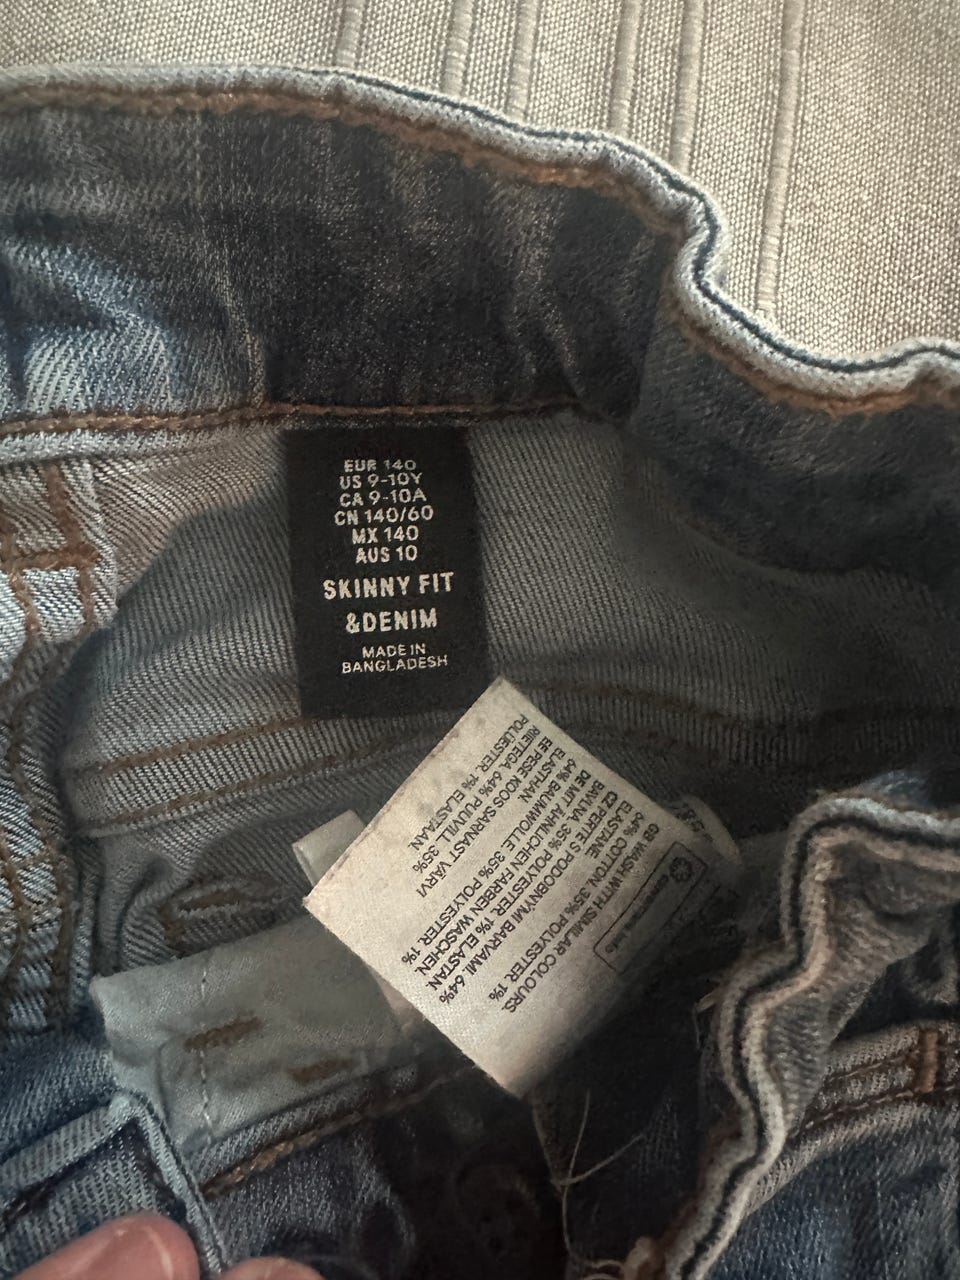 EUR 140
US 9-10Y
CA 9-10A
CN 140/60
MX 140
AUS 10
SKINNY FIT
&DENIM
MADE IN
BANGLADESH
GB WASH WITH SIMILAR COLOURS.
64% COTTON, 35% POLYESTER, 1%
ELASTANE
CZ PERTE S PODOBNÝMI BARVAMI. 64%
BAVLNA, 35% POLYESTER, 1% ELASTAN
DE MIT ÄHNLICHEN FARBEN WASCHEN.
64% BAUMWOLLE, 35% POLYESTER, 1%
ELASTHAN
EE PESE KOOS SARNAST VÄRVI
RIIETEGA. 64% PUUVILL, 35%
POLÜESTER, 1% ELASTAAN